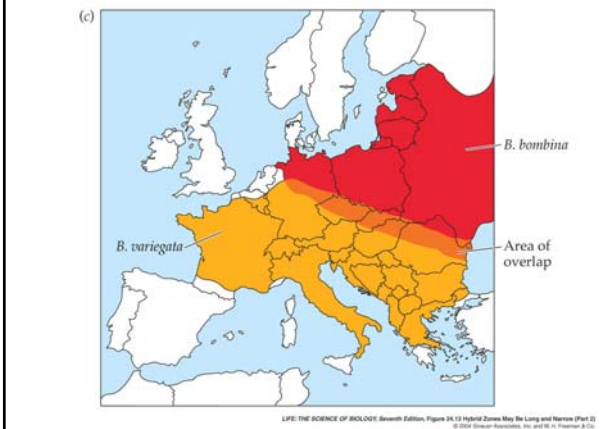 (c)
B. bombina
B. variegata
Area of
overlap
LIFE: THE SCIENCE OF BIOLOGY, Seventh Edition, Figure 24.13 Hybrid Zones May Be Long and Narrow (Part 2)
© 2004 Sinauer Associates, Inc. and W. H. Freeman & Co.